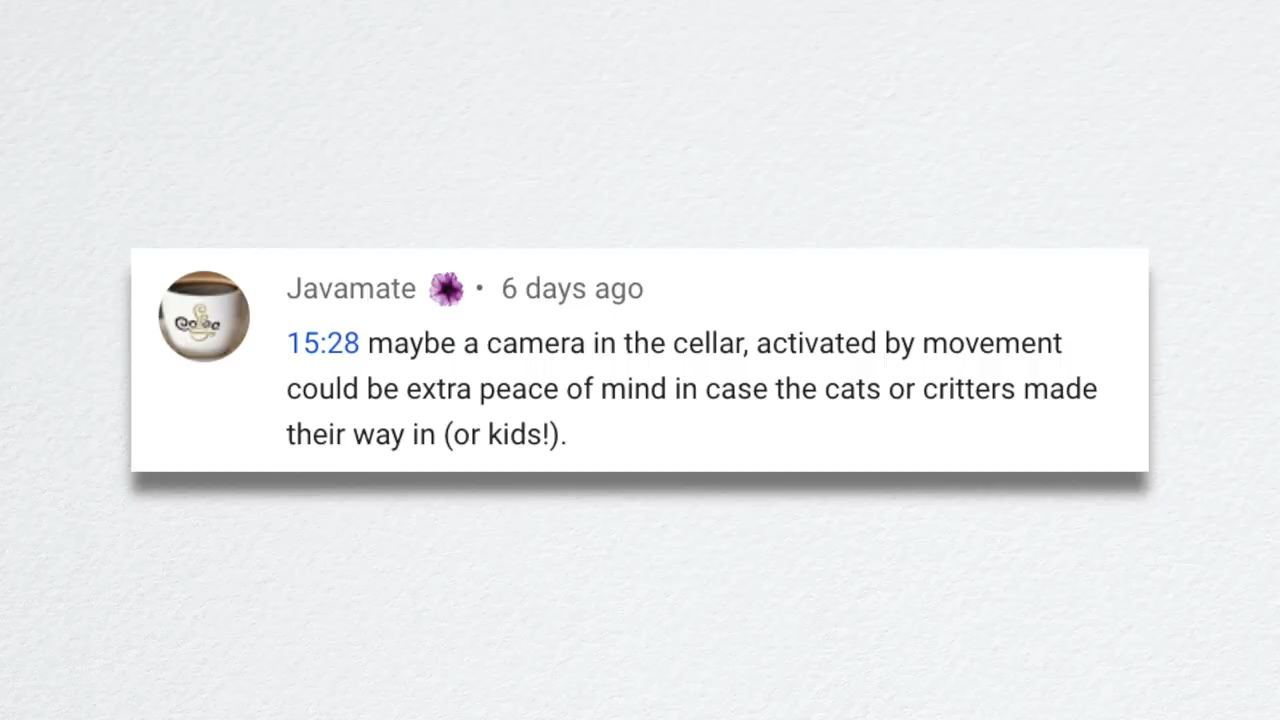 Javamate • 6 days ago
15:28 maybe a camera in the cellar, activated by movement
could be extra peace of mind in case the cats or critters made
their way in (or kids!).